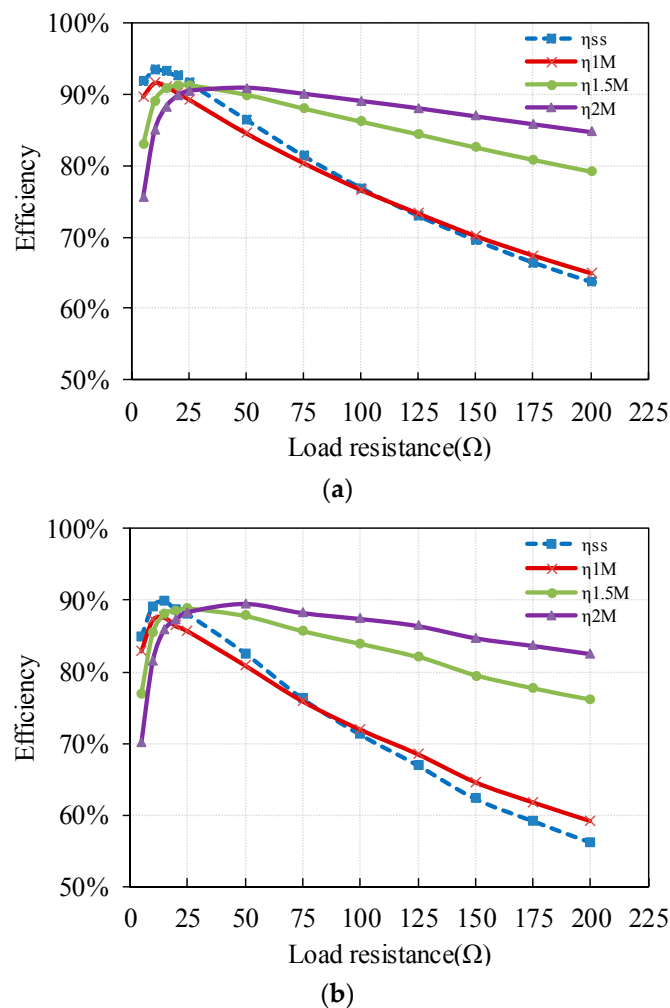 100%
90%
80%
70%
60%
50%
Efficiency
ηss
η1M
η1.5M
η2M
0 25 50 75 100 125 150 175 200 225
Load resistance(Ω)
(a)
100%
90%
80%
70%
60%
50%
Efficiency
ηss
η1M
η1.5M
η2M
0 25 50 75 100 125 150 175 200 225
Load resistance(Ω)
(b)